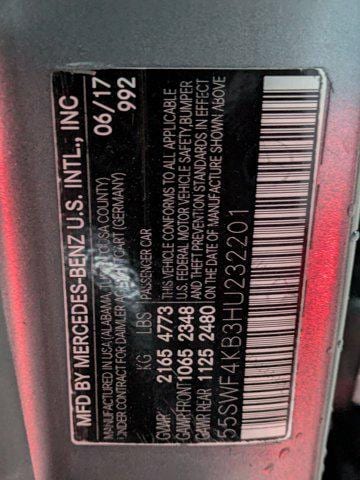 MFD BY MERCEDES-BENZ U.S. INTL., INC
MANUFACTURED IN USA (ALABAMA, USA COUNTY)
CONTRACTED FOR DAIMLER AG, STUTTGART (GERMANY)
06/17
992
KG LBS PASSENGER CAR
GVWR 2165 4773
GAWR FRONT 1065 2348
GAWR REAR 1125 2480
THIS VEHICLE CONFORMS TO ALL APPLICABLE
U.S. FEDERAL MOTOR VEHICLE SAFETY, BUMPER
AND THEFT PREVENTION STANDARDS IN EFFECT
ON THE DATE OF MANUFACTURE SHOWN ABOVE
55SWF4KB3HU232201